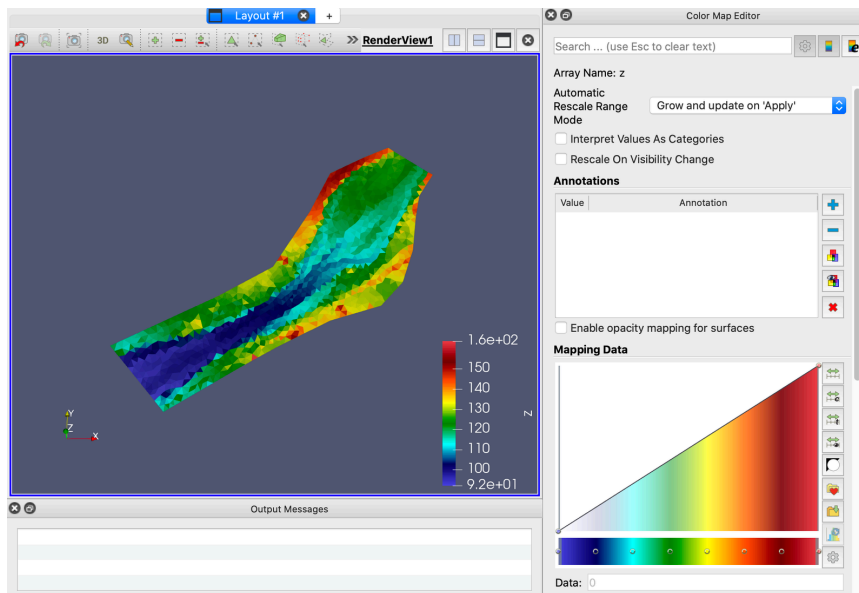 Layout #1
+
3D
RenderView1
Y
Z
X
1.6e+02
150
140
130
120
110
100
9.2e+01
z
Output Messages
Color Map Editor
Search ... (use Esc to clear text)
Array Name: z
Automatic
Rescale Range
Mode
Grow and update on 'Apply'
Interpret Values As Categories
Rescale On Visibility Change
Annotations
Value Annotation
Enable opacity mapping for surfaces
Mapping Data
Data: 0